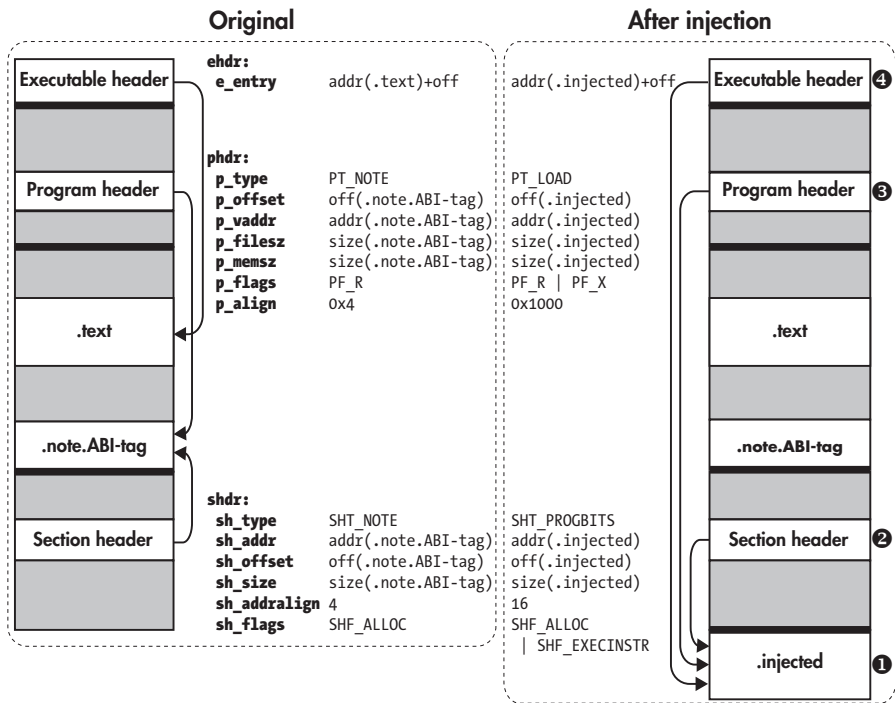 Original After injection
ehdr:
Executable header e_entry addr(.text)+off addr(.injected)+off Executable header ❹
phdr:
p_type PT_NOTE PT_LOAD
Program header p_offset off(.note.ABI-tag) off(.injected) Program header ❸
p_vaddr addr(.note.ABI-tag) addr(.injected)
p_filesz size(.note.ABI-tag) size(.injected)
p_memsz size(.note.ABI-tag) size(.injected)
p_flags PF_R PF_R | PF_X
p_align 0x4 0x1000
.text .text
.note.ABI-tag .note.ABI-tag
shdr:
sh_type SHT_NOTE SHT_PROGBITS
Section header sh_addr addr(.note.ABI-tag) addr(.injected) Section header ❷
sh_offset off(.note.ABI-tag) off(.injected)
sh_size size(.note.ABI-tag) size(.injected)
sh_addralign 4 16
sh_flags SHF_ALLOC SHF_ALLOC
| SHF_EXECINSTR
.injected ❶